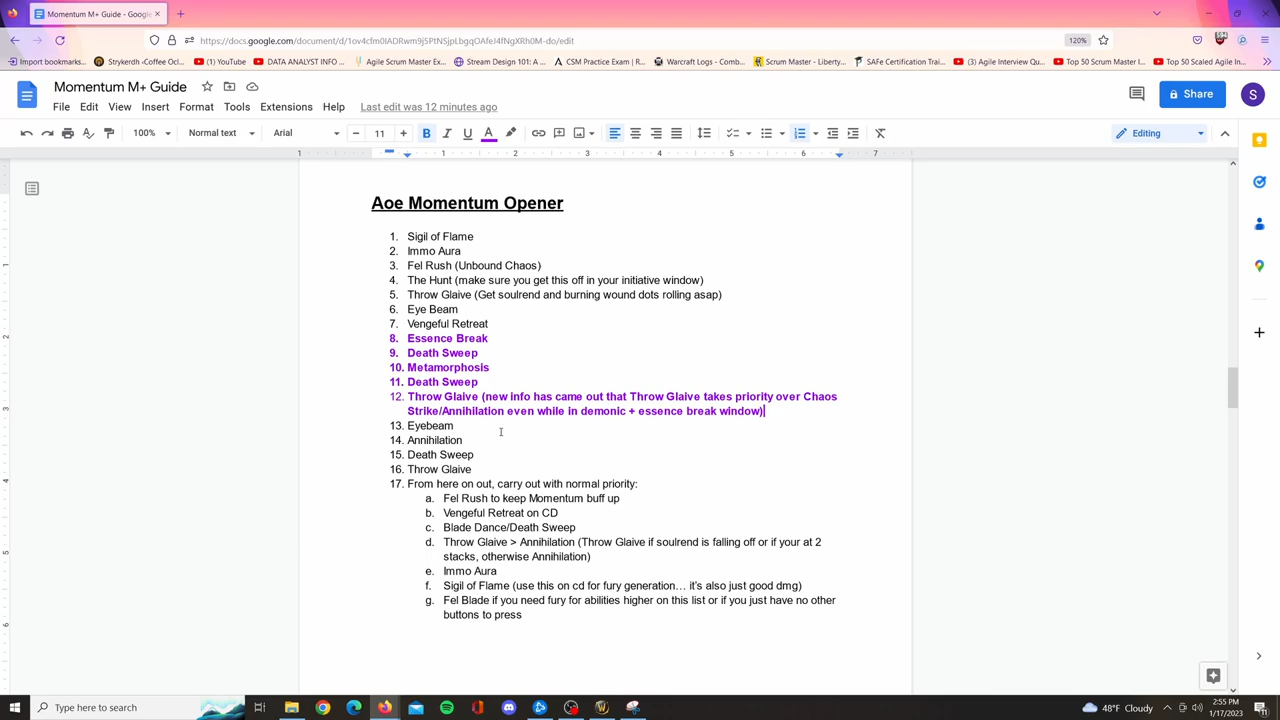 Momentum M+ Guide - Google
https://docs.google.com/document/d/1ov4cfm0IADRwm9j5PtNSjpLbgqOAfeJ4fNgXRh0M-do/edit
120%
Import bookmarks...
Strykerdh ‹Coffee Ocl...
(1) YouTube
DATA ANALYST INFO ...
Agile Scrum Master Ex...
Stream Design 101: A ...
CSM Practice Exam | R...
Warcraft Logs - Comb...
Scrum Master - Liberty...
SAFe Certification Trai...
(3) Agile Interview Qu...
Top 50 Scrum Master I...
Top 50 Scaled Agile In...
Momentum M+ Guide
File Edit View Insert Format Tools Extensions Help Last edit was 12 minutes ago
Share
S
100% Normal text Arial 11 B I U A
Editing
1 1 2 3 4 5 6 7
Aoe Momentum Opener
1. Sigil of Flame
2. Immo Aura
3. Fel Rush (Unbound Chaos)
4. The Hunt (make sure you get this off in your initiative window)
5. Throw Glaive (Get soulrend and burning wound dots rolling asap)
6. Eye Beam
7. Vengeful Retreat
8. Essence Break
9. Death Sweep
10. Metamorphosis
11. Death Sweep
12. Throw Glaive (new info has came out that Throw Glaive takes priority over Chaos
Strike/Annihilation even while in demonic + essence break window)
13. Eyebeam
14. Annihilation
15. Death Sweep
16. Throw Glaive
17. From here on out, carry out with normal priority:
a. Fel Rush to keep Momentum buff up
b. Vengeful Retreat on CD
c. Blade Dance/Death Sweep
d. Throw Glaive > Annihilation (Throw Glaive if soulrend is falling off or if your at 2
stacks, otherwise Annihilation)
e. Immo Aura
f. Sigil of Flame (use this on cd for fury generation… it's also just good dmg)
g. Fel Blade if you need fury for abilities higher on this list or if you just have no other
buttons to press
Type here to search
48°F Cloudy
2:55 PM
1/17/2023